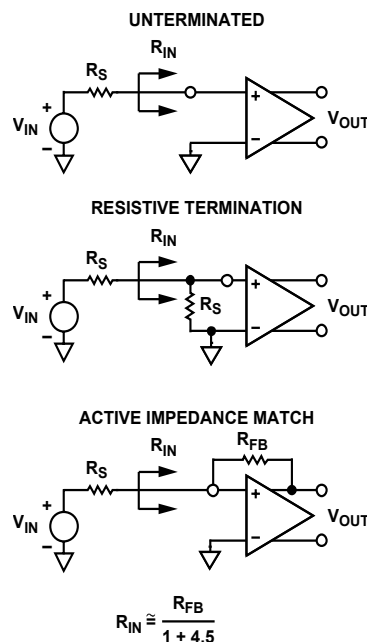 UNTERMINATED
R_IN
R_S
+
V_IN
−
+
−
V_OUT
RESISTIVE TERMINATION
R_IN
R_S
+
V_IN
−
R_S
+
−
V_OUT
ACTIVE IMPEDANCE MATCH
R_IN
R_FB
R_S
+
V_IN
−
+
−
V_OUT
R_IN ≅ R_FB / 1 + 4.5